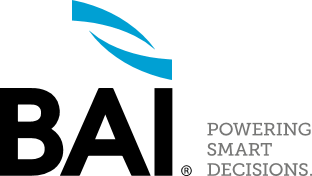 BAI®
POWERING
SMART
DECISIONS.